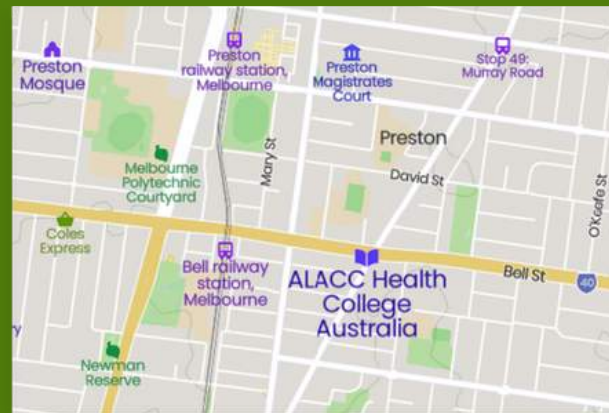 Preston
Mosque
Preston
railway station,
Melbourne
Preston
Magistrates
Court
Stop 49:
Murray Road
Preston
Mary St
David St
O'Keefe St
Melbourne
Polytechnic
Courtyard
Coles
Express
Bell railway
station,
Melbourne
ALACC Health
College
Australia
Bell St
40
Newman
Reserve
y